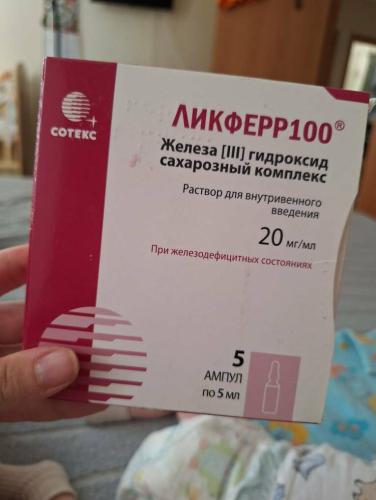 СОТЕКС
ЛИКФЕРР100®
Железа [III] гидроксид
сахарозный комплекс
Раствор для внутривенного
введения
20 мг/мл
При железодефицитных состояниях
5
АМПУЛ
по 5 мл